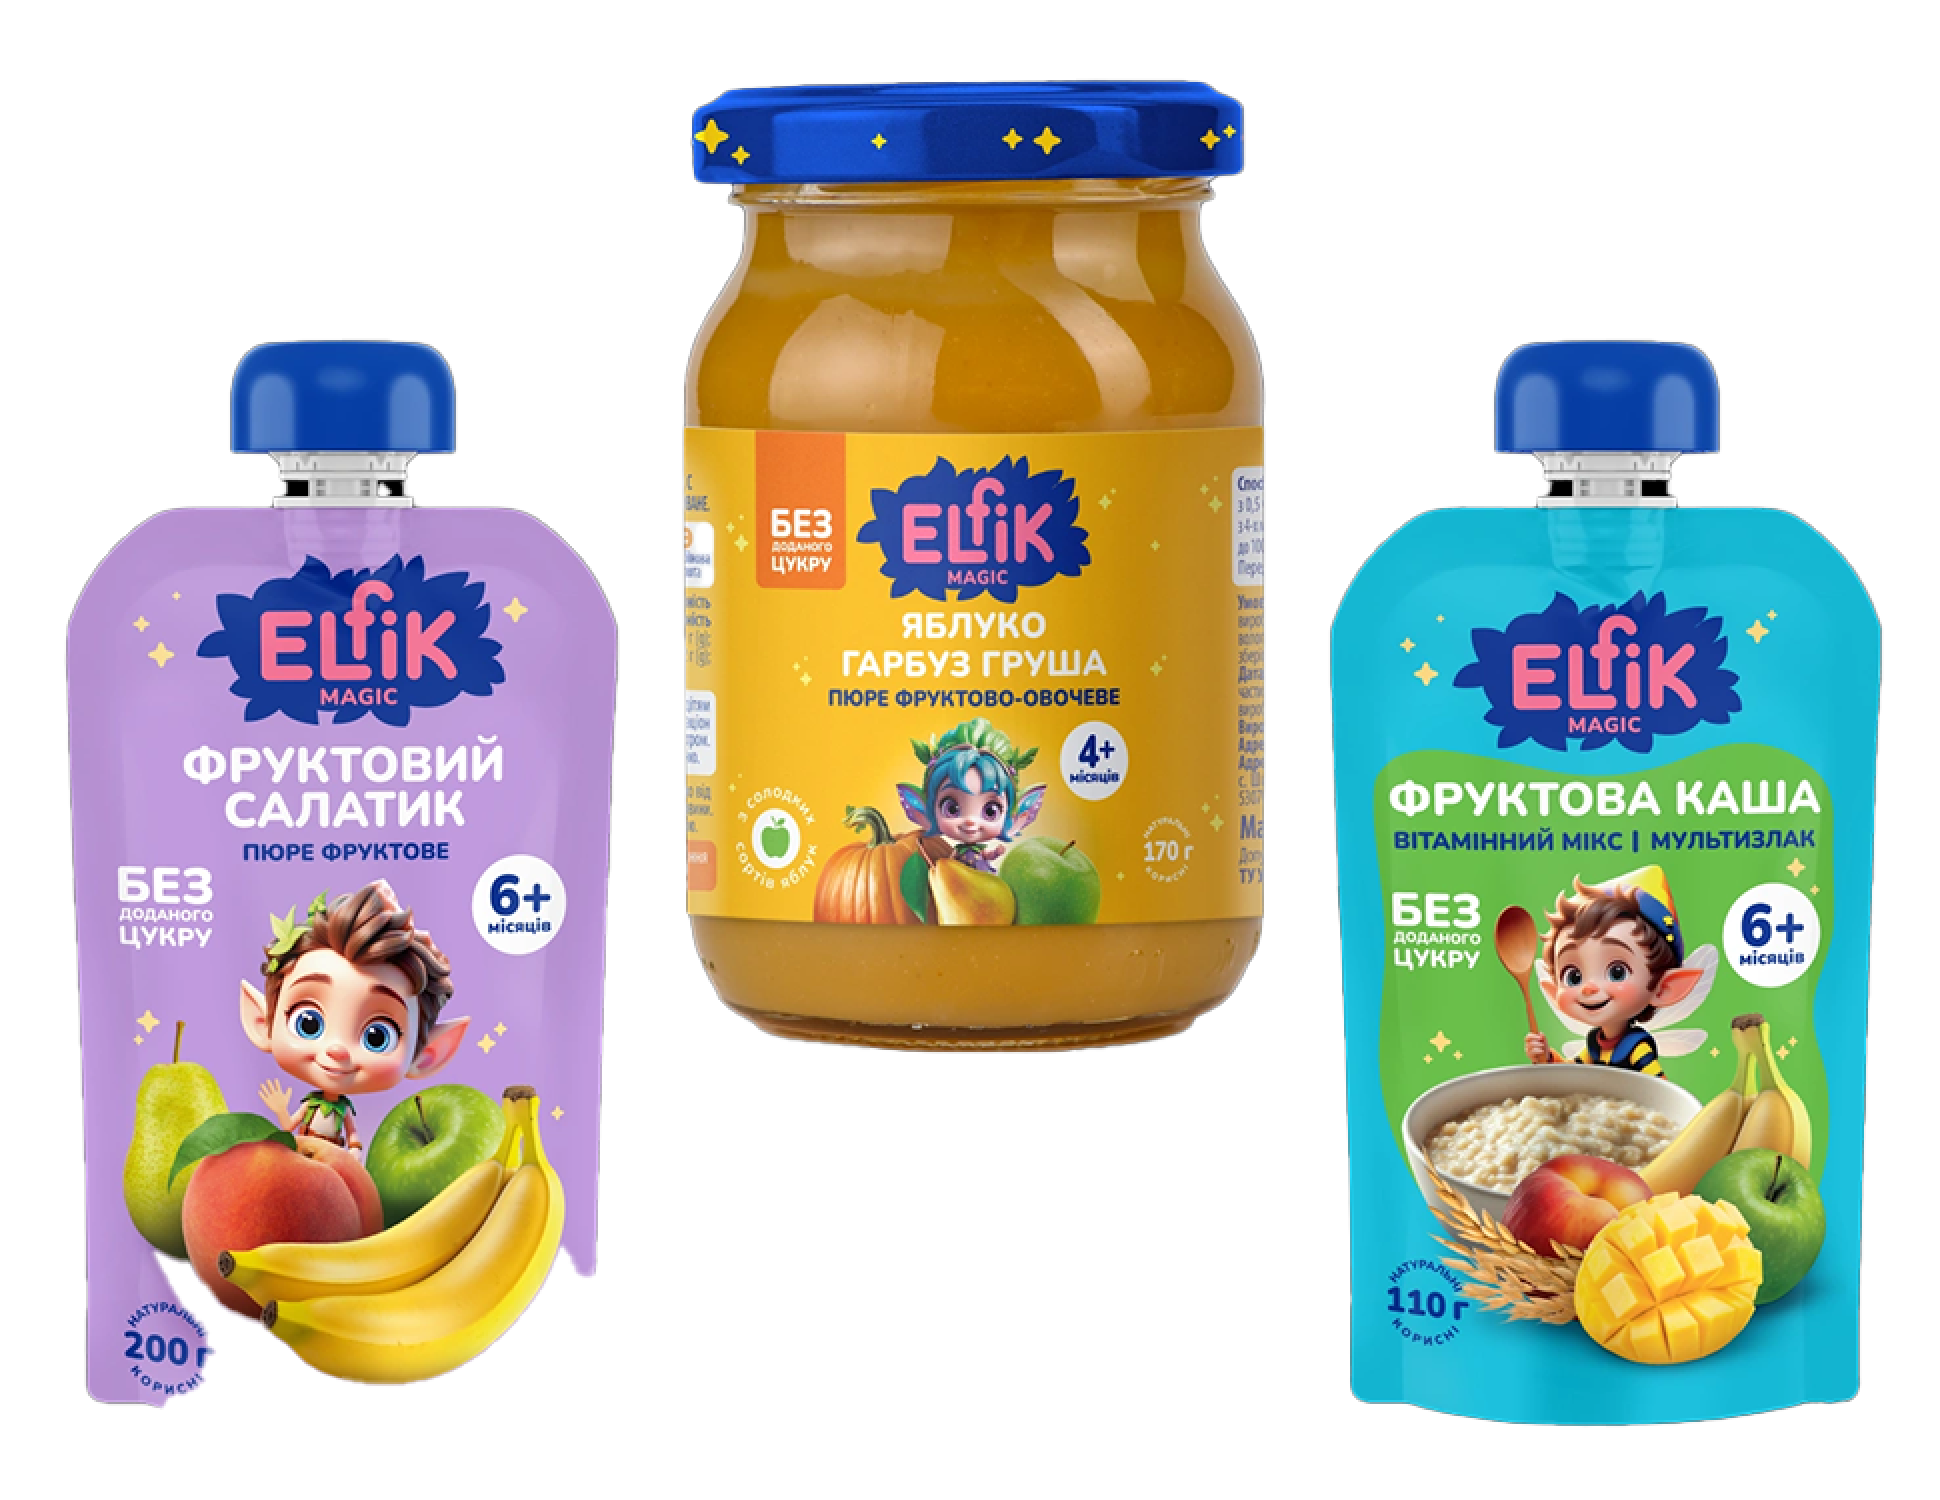 ELfiK
MAGIC
ФРУКТОВИЙ
САЛАТИК
ПЮРЕ ФРУКТОВЕ
БЕЗ
ДОДАНОГО
ЦУКРУ
6+
місяців
НАТУРАЛЬНІ
200 г
КОРИСНІ
БЕЗ
ДОДАНОГО
ЦУКРУ
ELfiK
MAGIC
ЯБЛУКО
ГАРБУЗ ГРУША
ПЮРЕ ФРУКТОВО-ОВОЧЕВЕ
4+
місяців
З СОЛОДКИХ
СОРТІВ ЯБЛУК
НАТУРАЛЬНІ
170 г
КОРИСНІ
ELfiK
MAGIC
ФРУКТОВА КАША
ВІТАМІННИЙ МІКС | МУЛЬТИЗЛАК
БЕЗ
ДОДАНОГО
ЦУКРУ
6+
місяців
НАТУРАЛЬНІ
110 г
КОРИСНІ